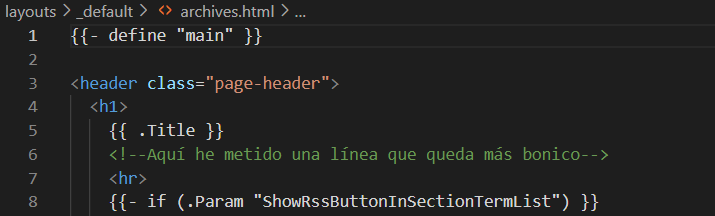 layouts > _default > <> archives.html > ...
1 {{- define "main" }}
2
3 <header class="page-header">
4 <h1>
5 {{ .Title }}
6 <!--Aquí he metido una línea que queda más bonico-->
7 <hr>
8 {{- if (.Param "ShowRssButtonInSectionTermList") }}